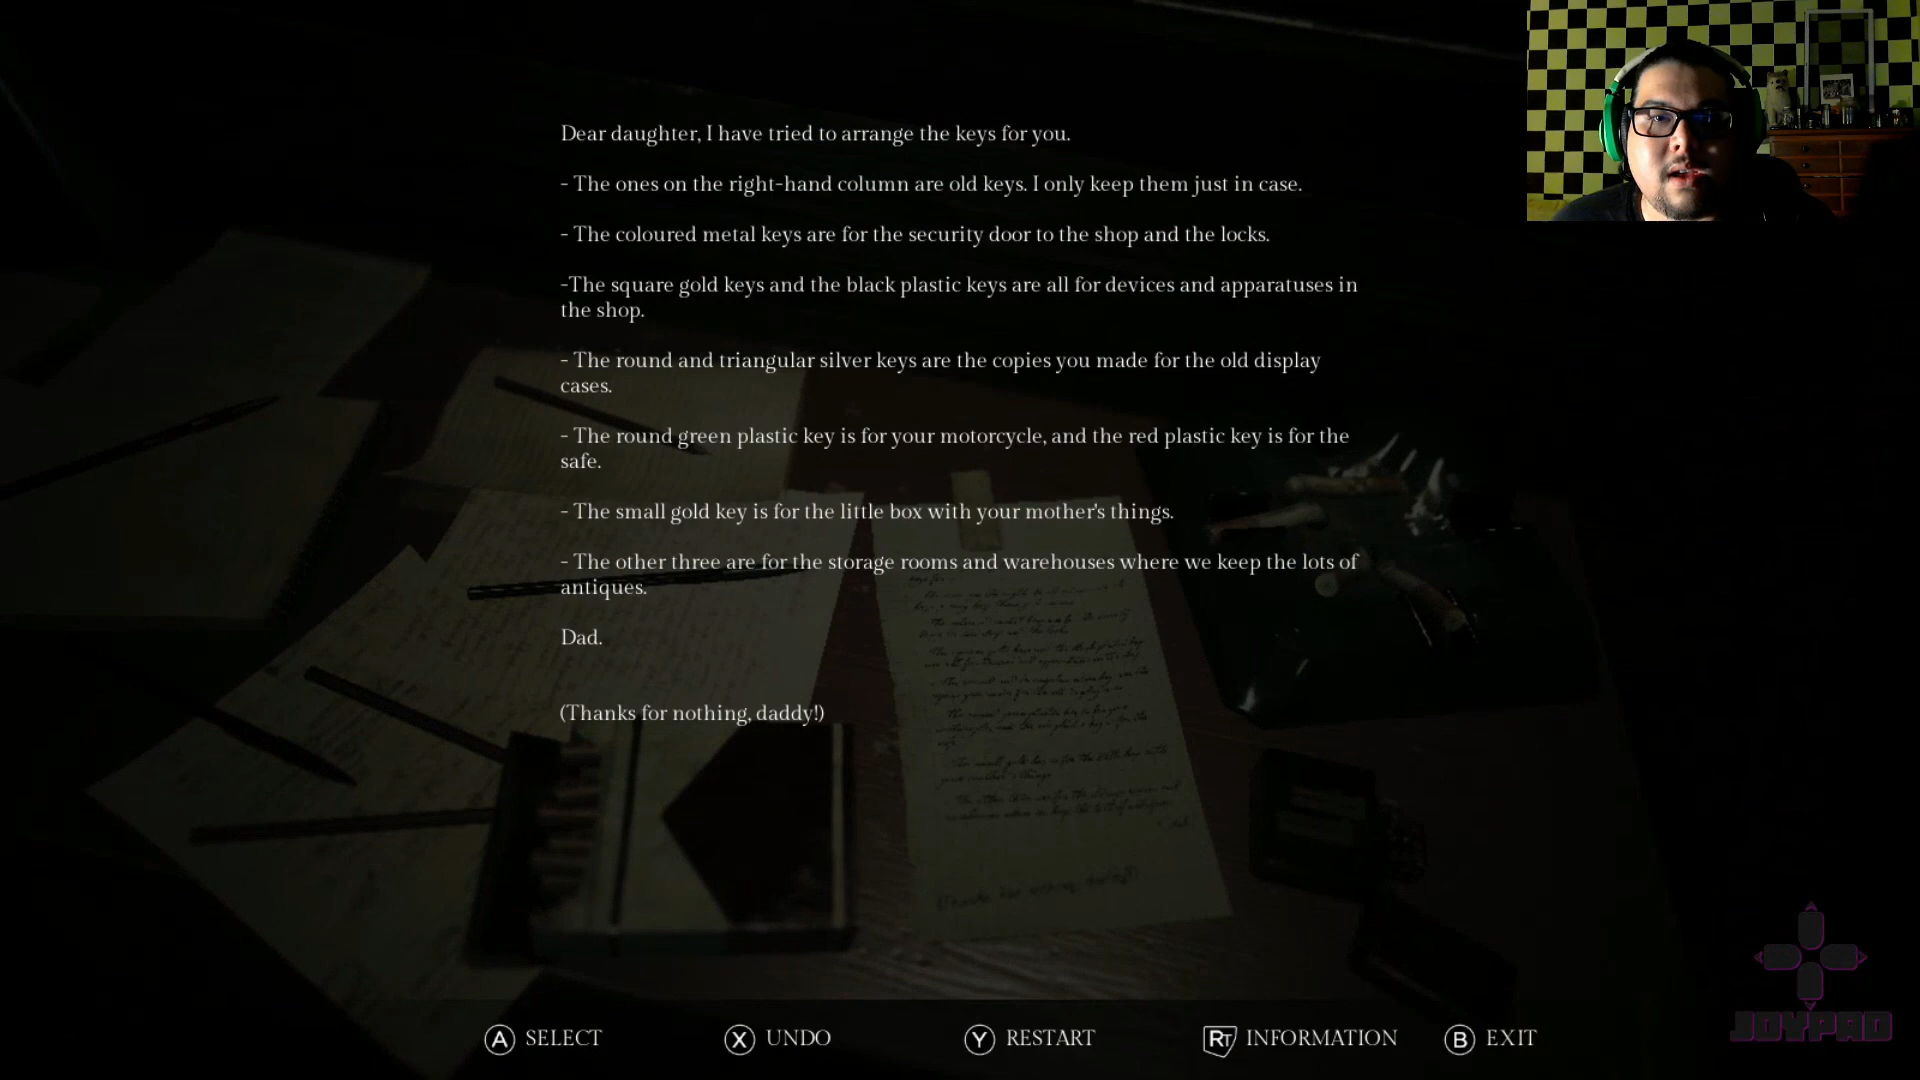 Dear daughter, I have tried to arrange the keys for you.
- The ones on the right-hand column are old keys. I only keep them just in case.
- The coloured metal keys are for the security door to the shop and the locks.
-The square gold keys and the black plastic keys are all for devices and apparatuses in
the shop.
- The round and triangular silver keys are the copies you made for the old display
cases.
- The round green plastic key is for your motorcycle, and the red plastic key is for the
safe.
- The small gold key is for the little box with your mother's things.
- The other three are for the storage rooms and warehouses where we keep the lots of
antiques.
Dad.
(Thanks for nothing, daddy!)
A SELECT
X UNDO
Y RESTART
RT INFORMATION
B EXIT
JOYPAD